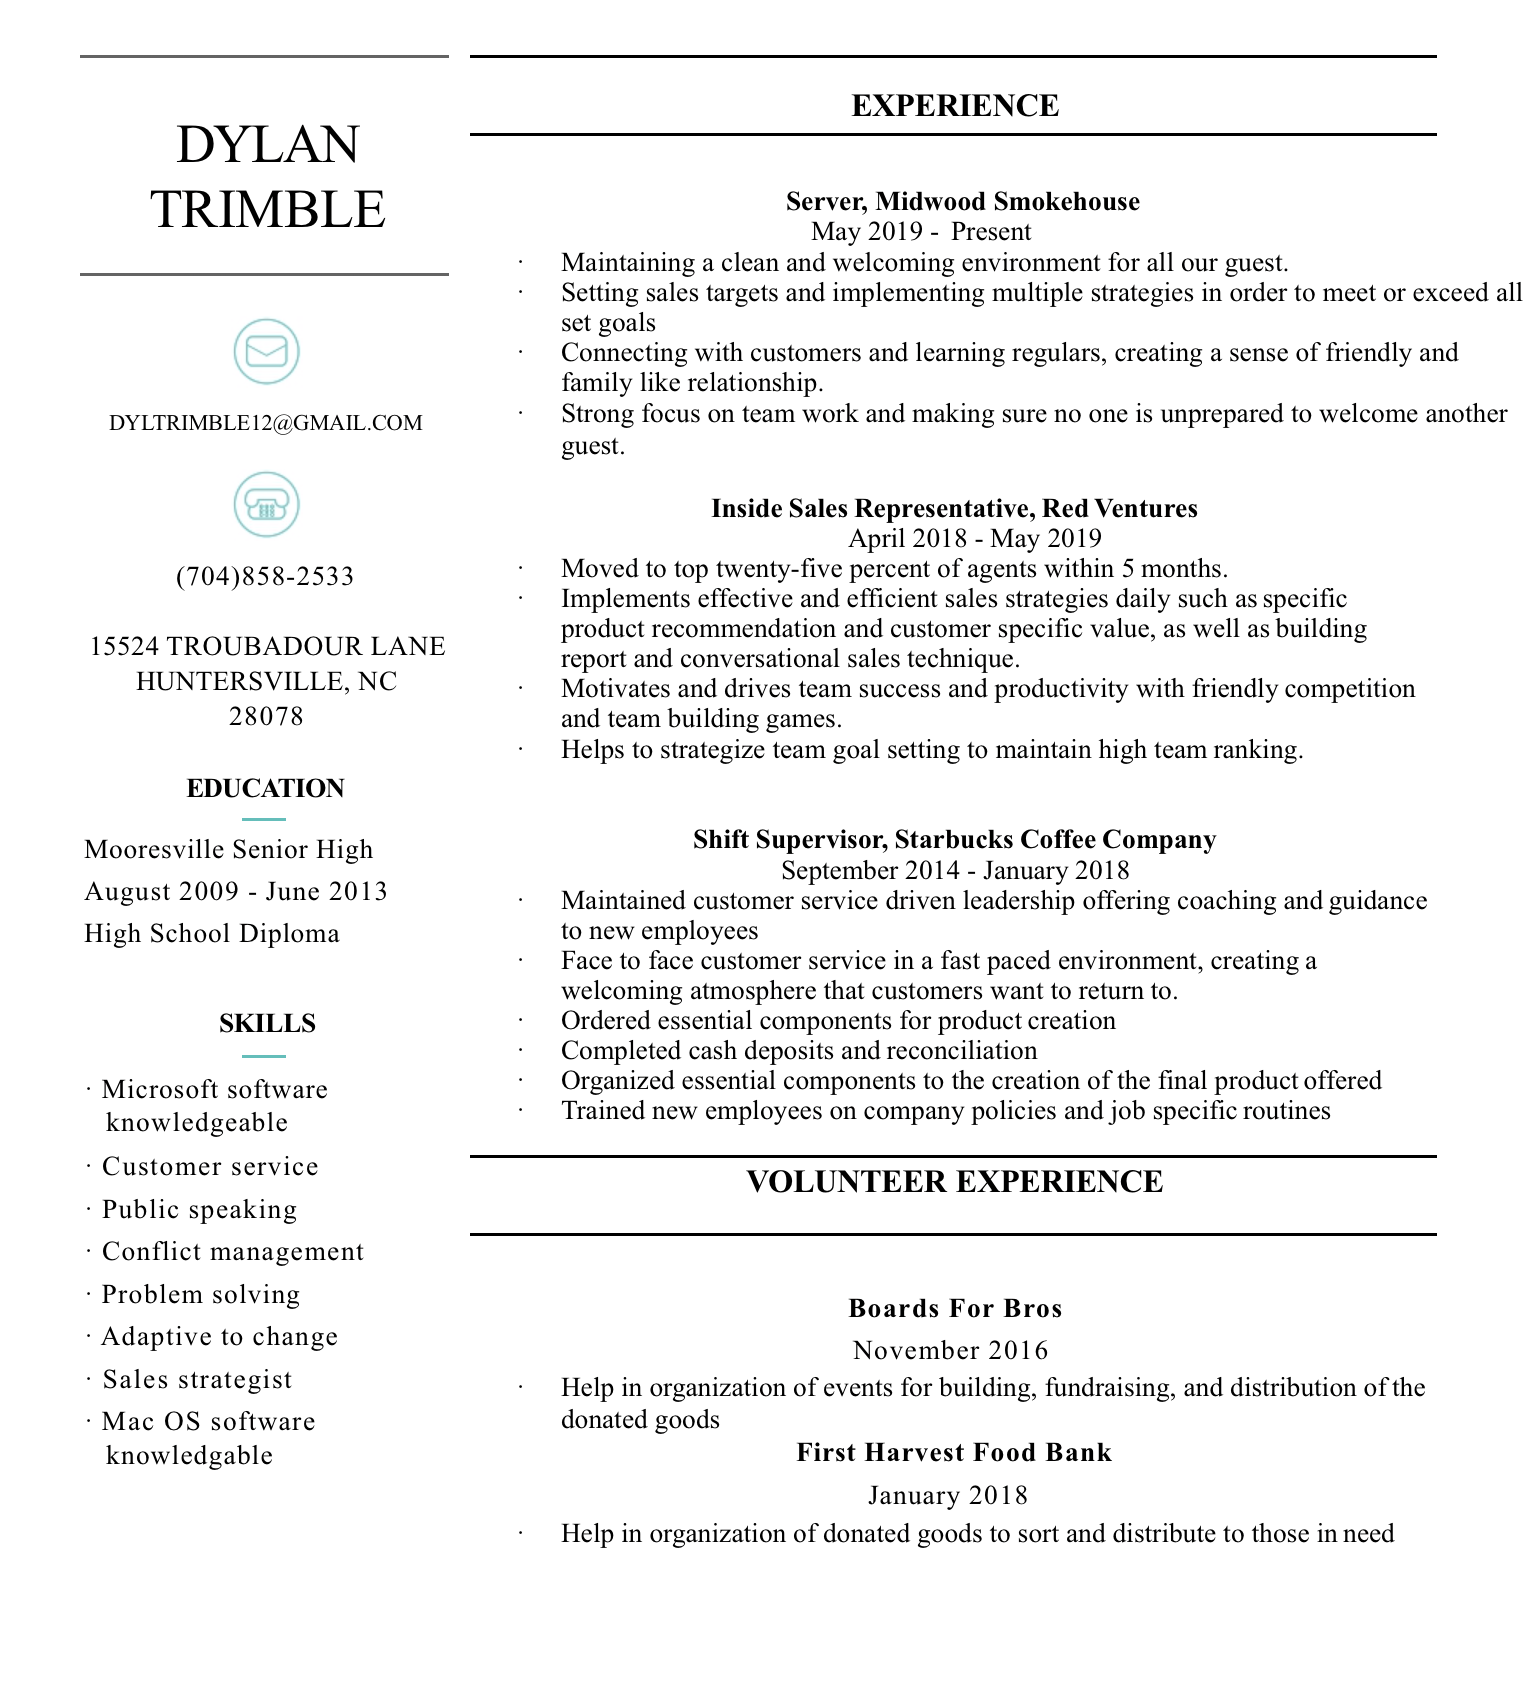 DYLAN
TRIMBLE
DYLTRIMBLE12@GMAIL.COM
(704)858-2533
15524 TROUBADOUR LANE
HUNTERSVILLE, NC
28078
EDUCATION
Mooresville Senior High
August 2009 - June 2013
High School Diploma
SKILLS
· Microsoft software
knowledgeable
· Customer service
· Public speaking
· Conflict management
· Problem solving
· Adaptive to change
· Sales strategist
· Mac OS software
knowledgable
EXPERIENCE
Server, Midwood Smokehouse
May 2019 - Present
· Maintaining a clean and welcoming environment for all our guest.
· Setting sales targets and implementing multiple strategies in order to meet or exceed all
set goals
· Connecting with customers and learning regulars, creating a sense of friendly and
family like relationship.
· Strong focus on team work and making sure no one is unprepared to welcome another
guest.
Inside Sales Representative, Red Ventures
April 2018 - May 2019
· Moved to top twenty-five percent of agents within 5 months.
· Implements effective and efficient sales strategies daily such as specific
product recommendation and customer specific value, as well as building
report and conversational sales technique.
· Motivates and drives team success and productivity with friendly competition
and team building games.
· Helps to strategize team goal setting to maintain high team ranking.
Shift Supervisor, Starbucks Coffee Company
September 2014 - January 2018
· Maintained customer service driven leadership offering coaching and guidance
to new employees
· Face to face customer service in a fast paced environment, creating a
welcoming atmosphere that customers want to return to.
· Ordered essential components for product creation
· Completed cash deposits and reconciliation
· Organized essential components to the creation of the final product offered
· Trained new employees on company policies and job specific routines
VOLUNTEER EXPERIENCE
Boards For Bros
November 2016
· Help in organization of events for building, fundraising, and distribution of the
donated goods
First Harvest Food Bank
January 2018
· Help in organization of donated goods to sort and distribute to those in need